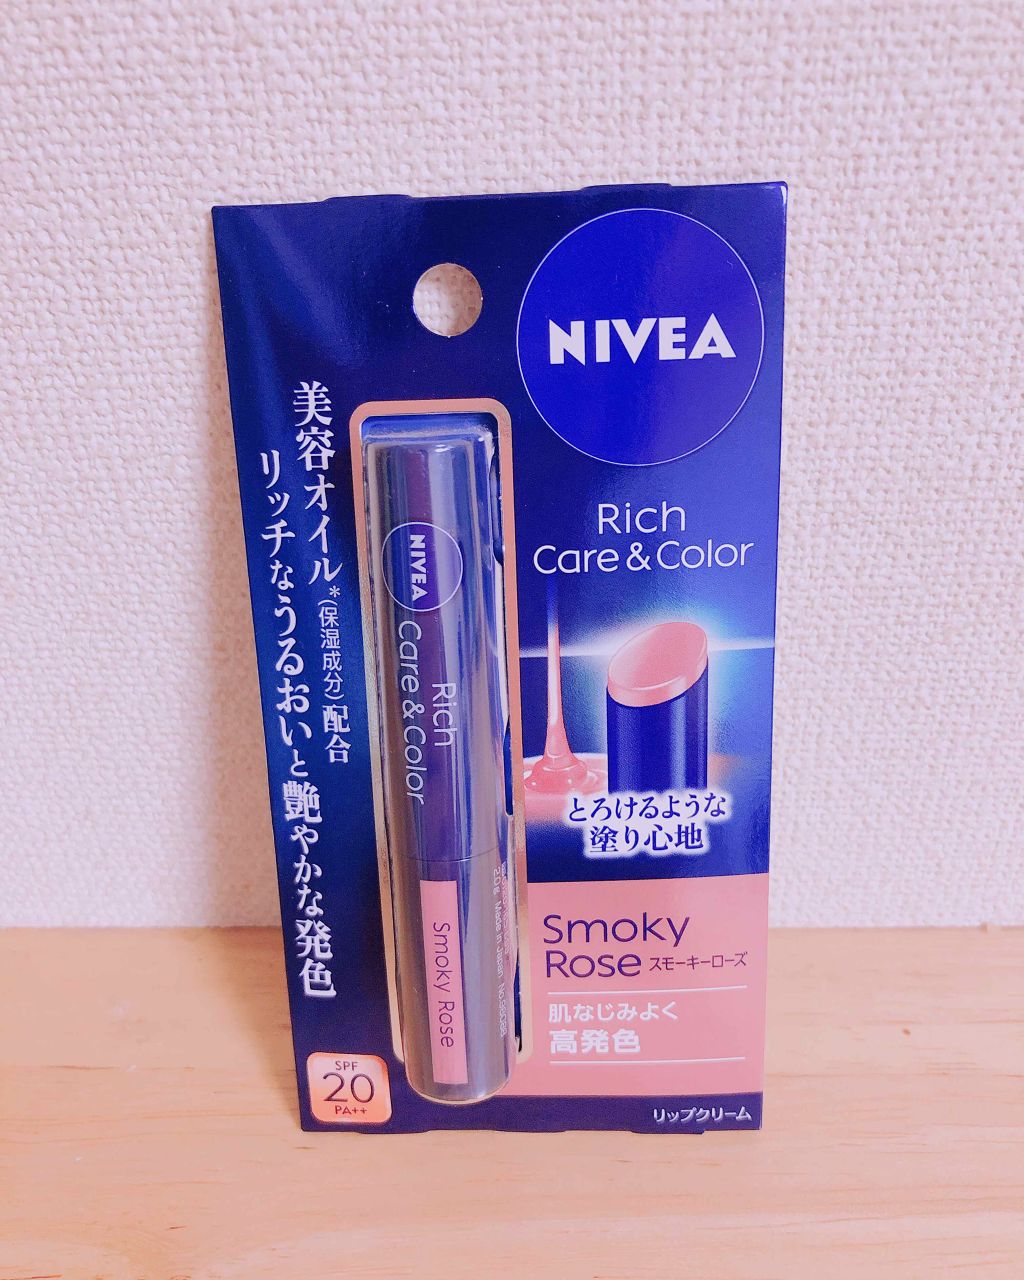 NIVEA
Rich
Care & Color
美容オイル*(保湿成分)配合
リッチなうるおいと艶やかな発色
NIVEA
Rich
Care & Color
Smoky Rose
2.0g Made in Japan
とろけるような
塗り心地
Smoky
Rose スモーキーローズ
肌なじみよく
高発色
SPF
20
PA++
リップクリーム